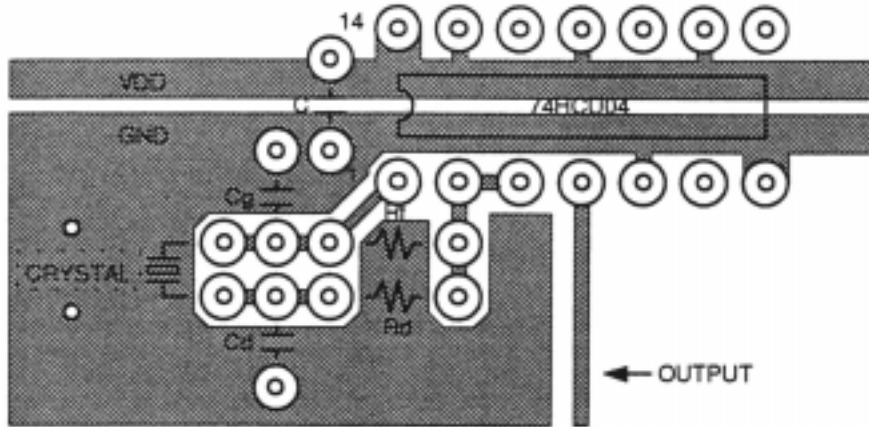 14
VDD
C
74HCU04
GND
1
Cg
Rf
CRYSTAL
Rd
Cd
OUTPUT